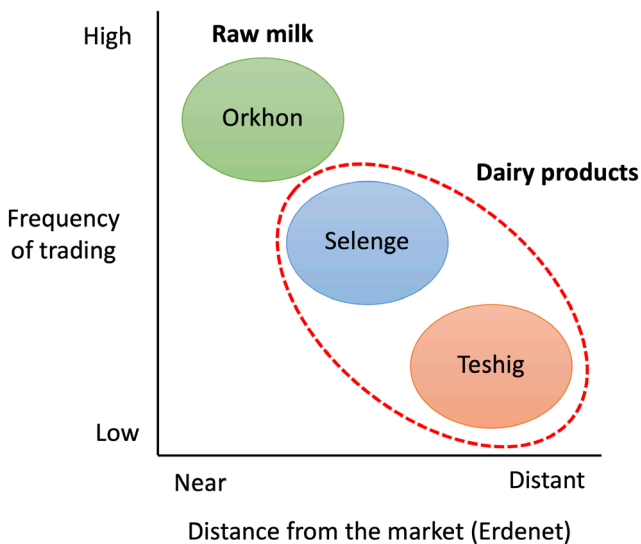 High
Raw milk
Orkhon
Dairy products
Frequency
of trading
Selenge
Teshig
Low
Near
Distant
Distance from the market (Erdenet)